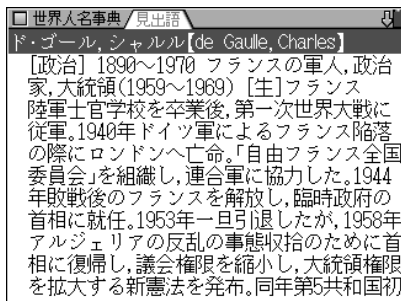 世界人名事典 見出語
ド・ゴール,シャルル【de Gaulle,Charles】
[政治] 1890～1970 フランスの軍人,政治
家,大統領(1959～1969) [生]フランス
陸軍士官学校を卒業後,第一次世界大戦に
従軍。1940年ドイツ軍によるフランス陥落
の際にロンドンへ亡命。「自由フランス全国
委員会」を組織し,連合軍に協力した。1944
年敗戦後のフランスを解放し,臨時政府の
首相に就任。1953年一旦引退したが,1958年
アルジェリアの反乱の事態収拾のために首
相に復帰し,議会権限を縮小し,大統領権限
を拡大する新憲法を発布。同年第5共和国初